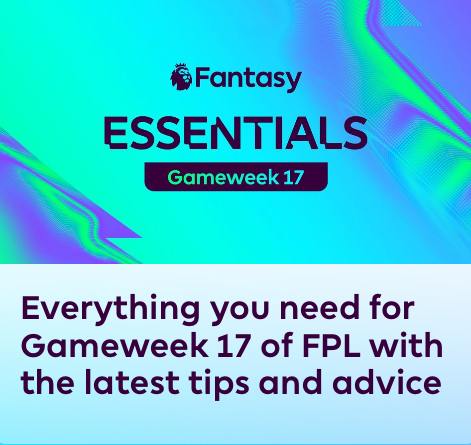 Fantasy
ESSENTIALS
Gameweek 17
Everything you need for
Gameweek 17 of FPL with
the latest tips and advice